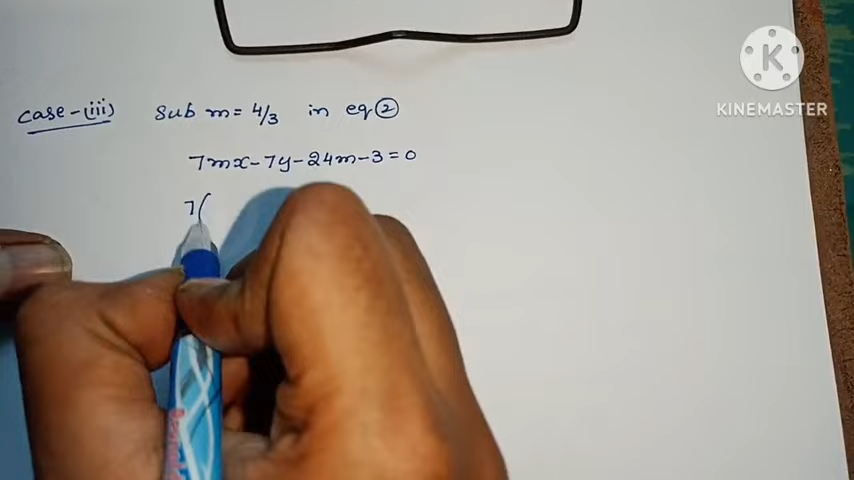 Case-(iii) Sub m = 4/3 in eq ②
7mx - 7y - 24m - 3 = 0
7(
KINEMASTER